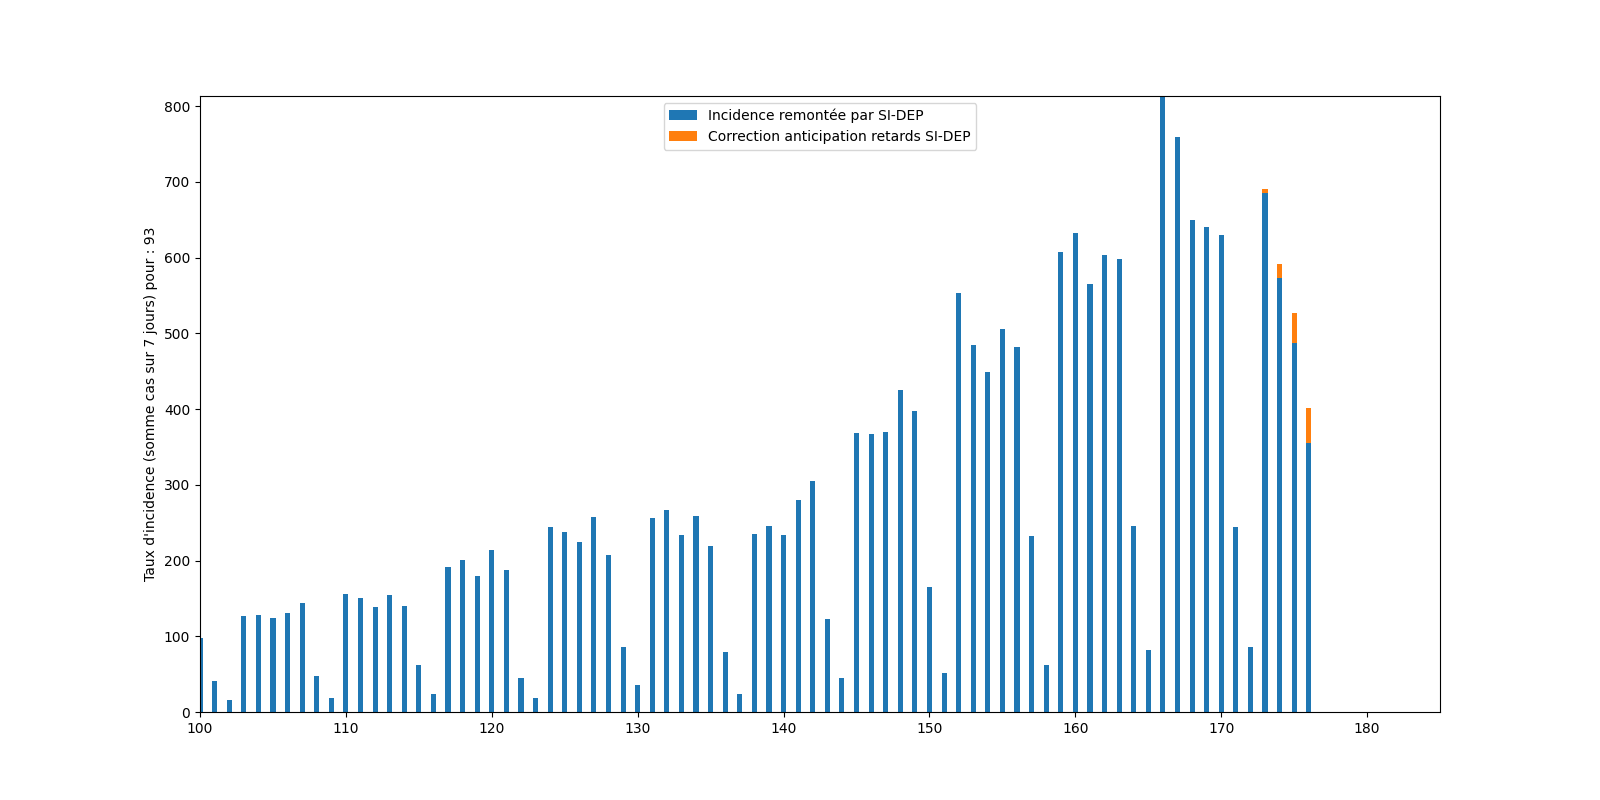 Incidence remontée par SI-DEP
Correction anticipation retards SI-DEP
Taux d'incidence (somme cas sur 7 jours) pour : 93
800
700
600
500
400
300
200
100
0
100 110 120 130 140 150 160 170 180